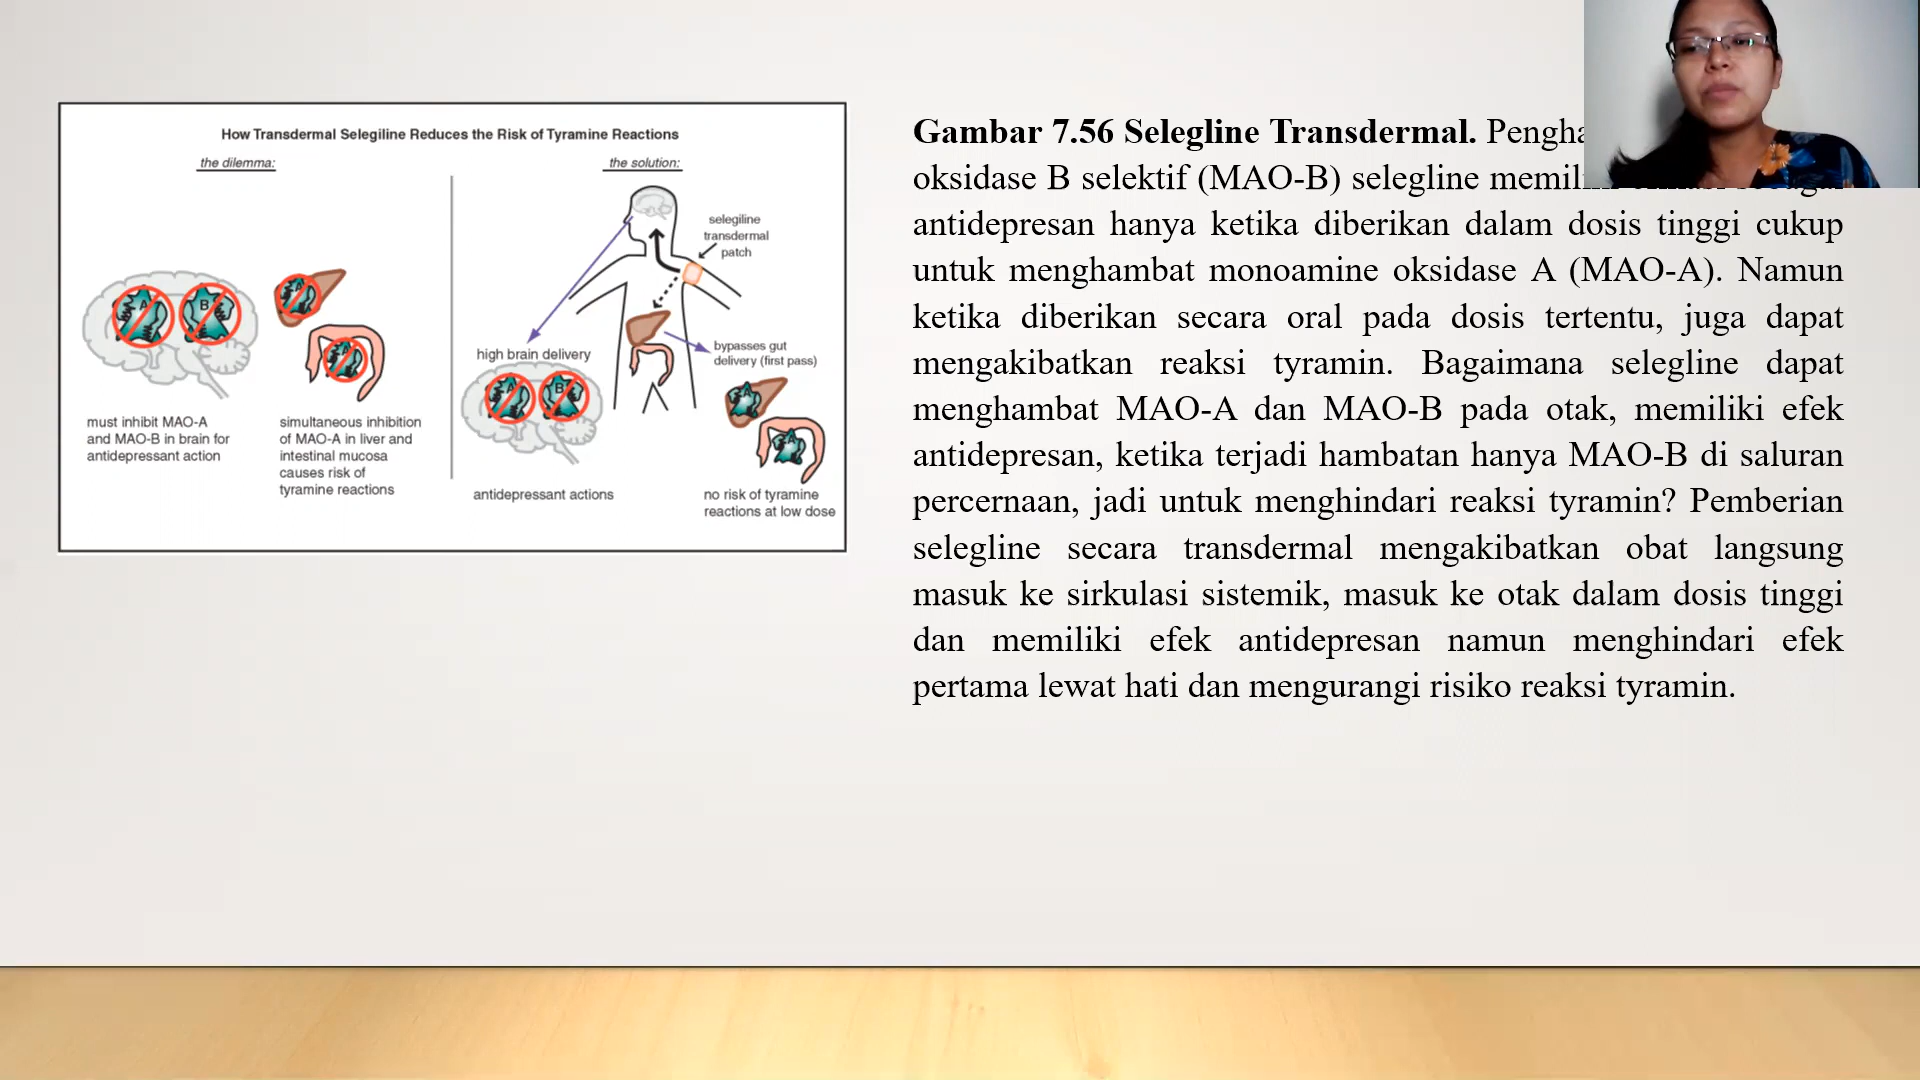 How Transdermal Selegiline Reduces the Risk of Tyramine Reactions
the dilemma:
A
B
A
A
must inhibit MAO-A
and MAO-B in brain for
antidepressant action
simultaneous inhibition
of MAO-A in liver and
intestinal mucosa
causes risk of
tyramine reactions
the solution:
selegiline
transdermal
patch
high brain delivery
bypasses gut
delivery (first pass)
A
B
A
A
antidepressant actions
no risk of tyramine
reactions at low dose
Gambar 7.56 Selegline Transdermal.
oksidase B selektif (MAO-B) selegline
antidepresan hanya ketika diberikan dalam dosis tinggi cukup
untuk menghambat monoamine oksidase A (MAO-A). Namun
ketika diberikan secara oral pada dosis tertentu, juga dapat
mengakibatkan reaksi tyramin. Bagaimana selegline dapat
menghambat MAO-A dan MAO-B pada otak, memiliki efek
antidepresan, ketika terjadi hambatan hanya MAO-B di saluran
percernaan, jadi untuk menghindari reaksi tyramin? Pemberian
selegline secara transdermal mengakibatkan obat langsung
masuk ke sirkulasi sistemik, masuk ke otak dalam dosis tinggi
dan memiliki efek antidepresan namun menghindari efek
pertama lewat hati dan mengurangi risiko reaksi tyramin.